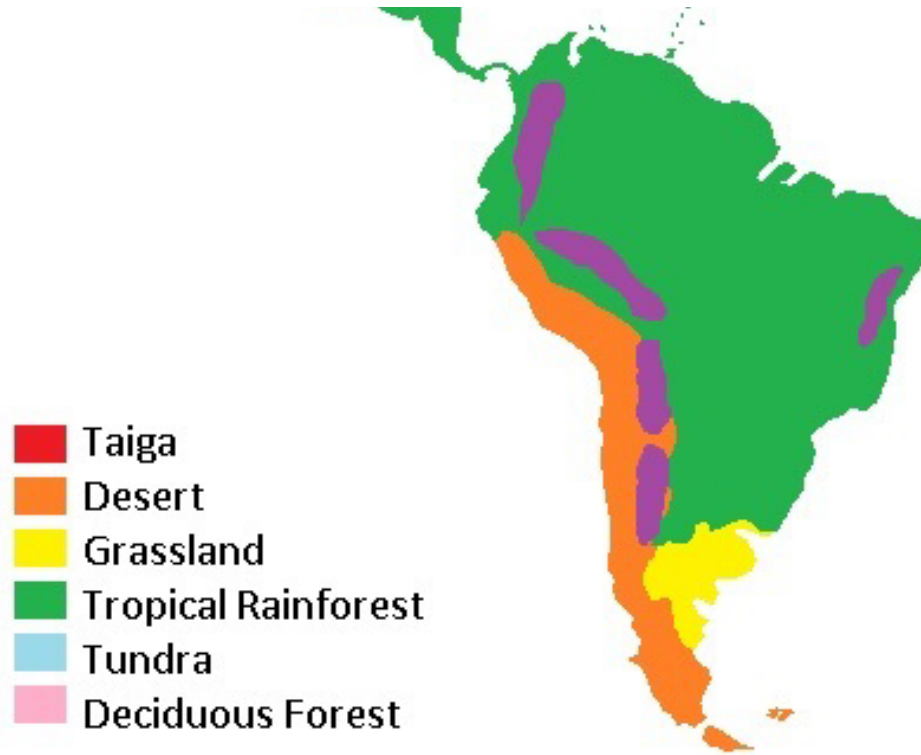 Taiga
Desert
Grassland
Tropical Rainforest
Tundra
Deciduous Forest